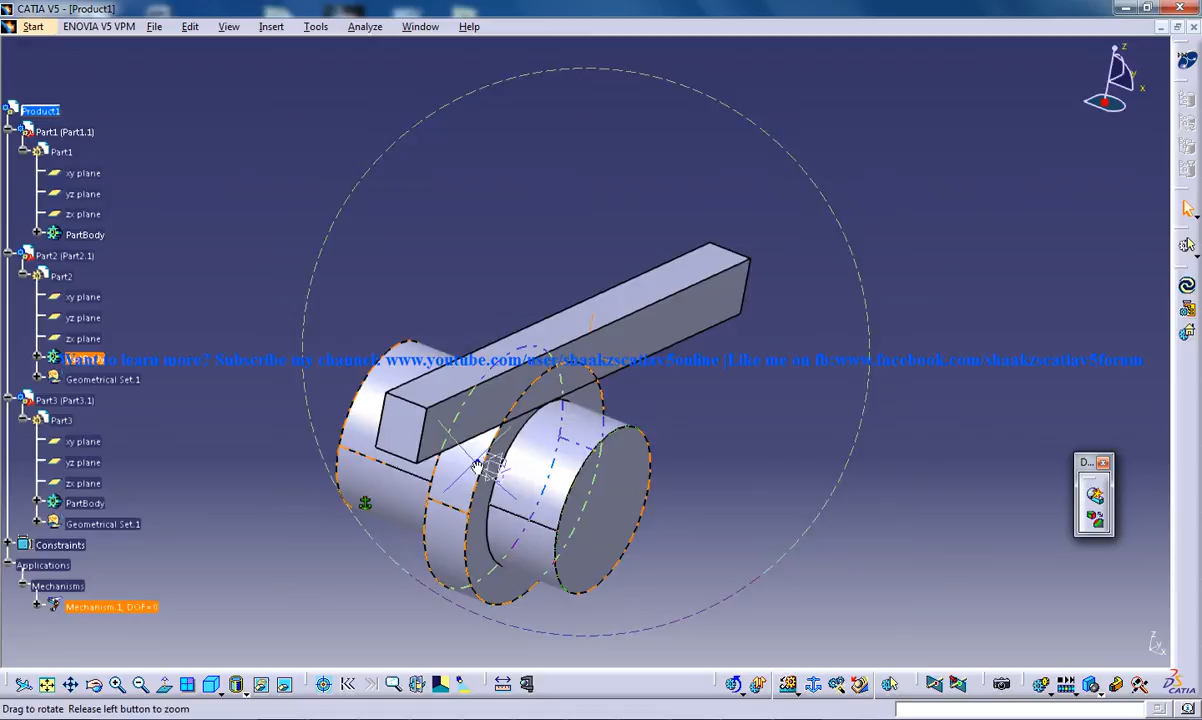 CATIA V5 - [Product1]
Start ENOVIA V5 VPM File Edit View Insert Tools Analyze Window Help
z
y
x
Product1
Part1 (Part1.1)
Part1
xy plane
yz plane
zx plane
PartBody
Part2 (Part2.1)
Part2
xy plane
yz plane
zx plane
Want to learn more? Subscribe my channel: www.youtube.com/user/shaakzscatiav5online |Like me on fb:www.facebook.com/shaakzscatiav5forum
Geometrical Set.1
Part3 (Part3.1)
Part3
xy plane
yz plane
zx plane
PartBody
Geometrical Set.1
Constraints
Applications
Mechanisms
Mechanism.1, DOF=0
D...
z
y
x
CATIA
Drag to rotate Release left button to zoom